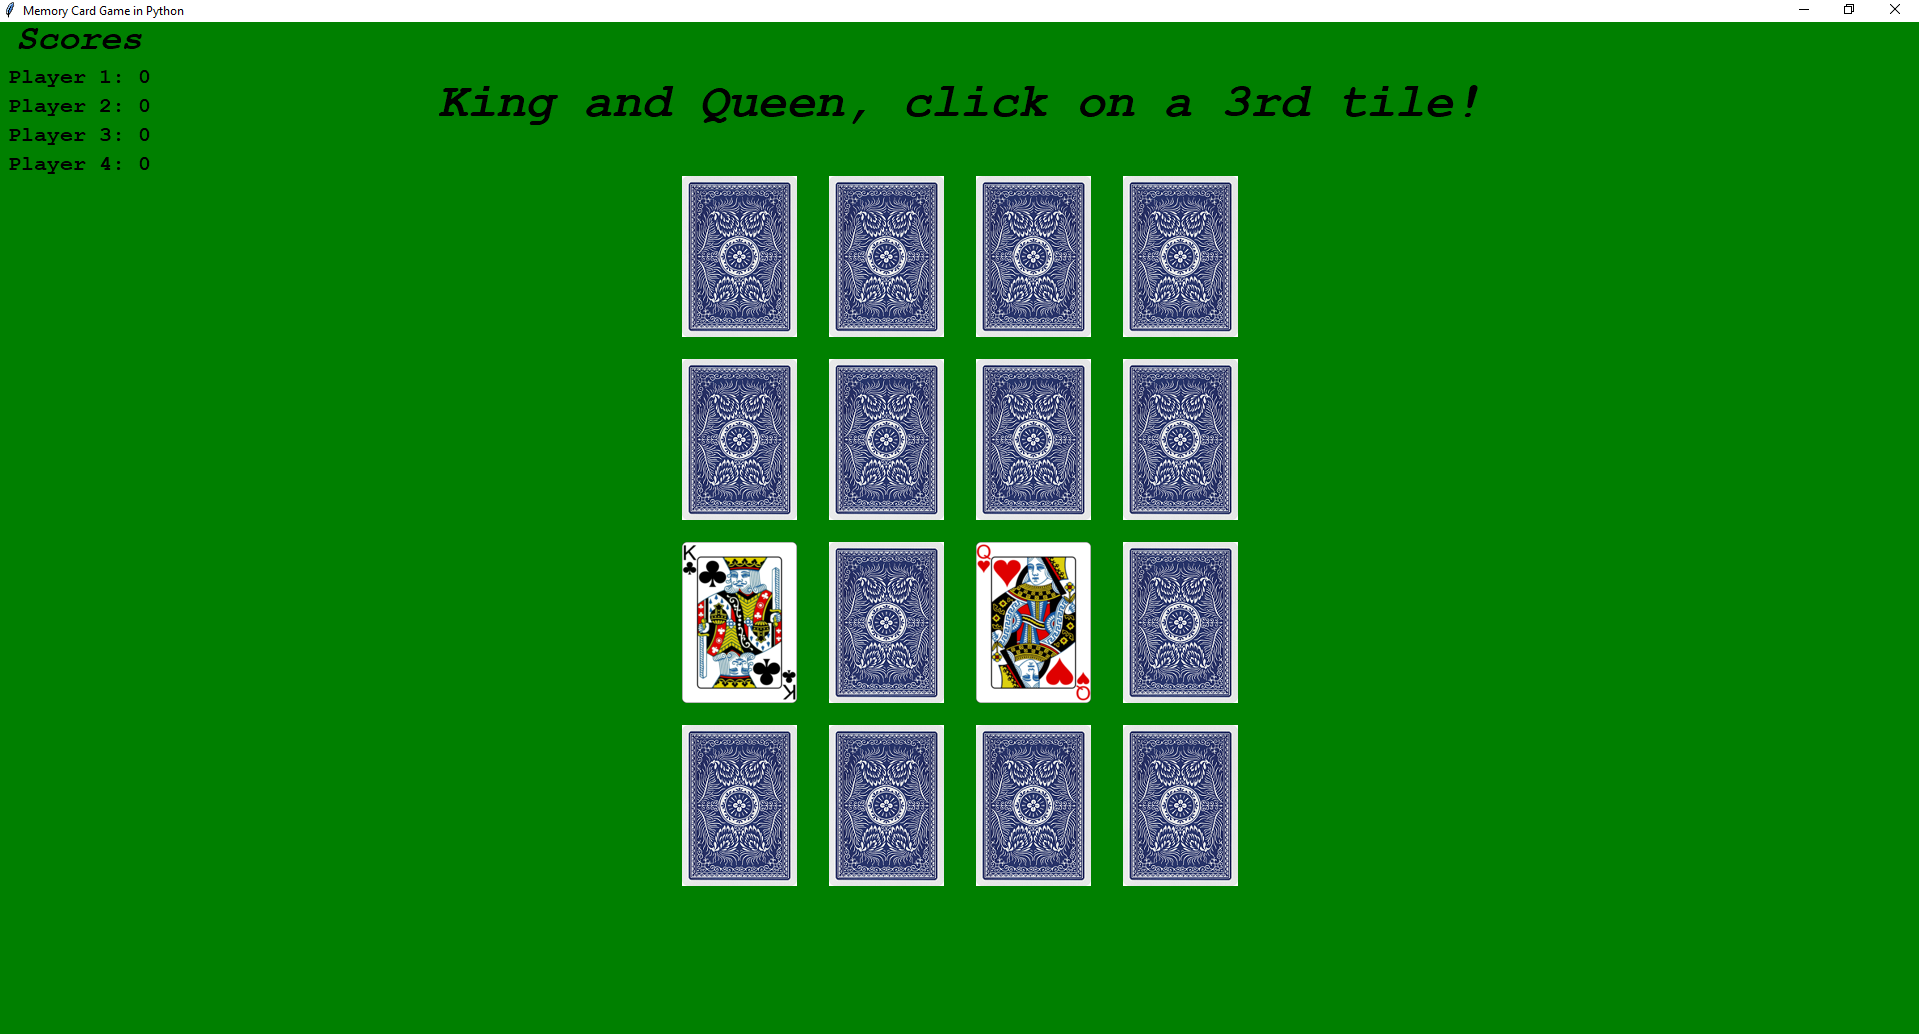 Memory Card Game in Python
Scores
Player 1: 0
Player 2: 0
Player 3: 0
Player 4: 0
King and Queen, click on a 3rd tile!
K
Q
K
Q